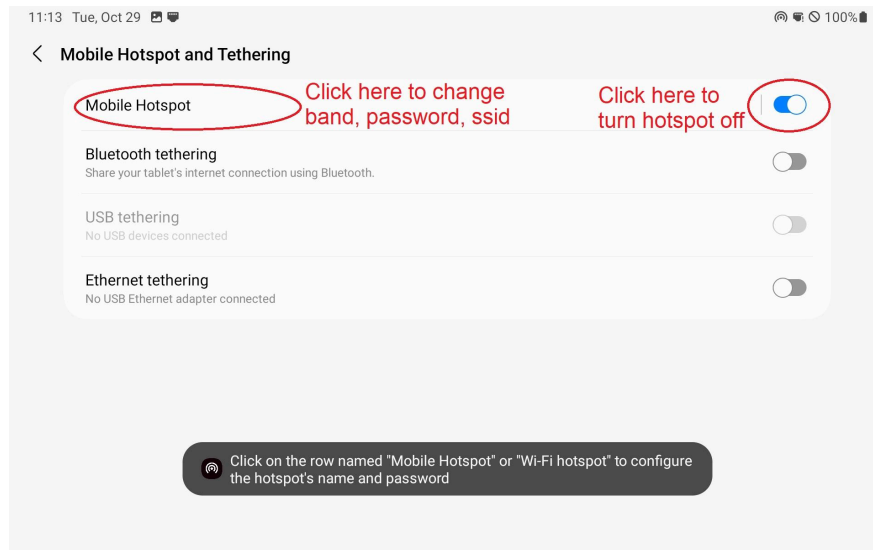 11:13 Tue, Oct 29 100%
Mobile Hotspot and Tethering
Mobile Hotspot
Click here to change
band, password, ssid
Click here to
turn hotspot off
Bluetooth tethering
Share your tablet's internet connection using Bluetooth.
USB tethering
No USB devices connected
Ethernet tethering
No USB Ethernet adapter connected
Click on the row named "Mobile Hotspot" or "Wi-Fi hotspot" to configure
the hotspot's name and password